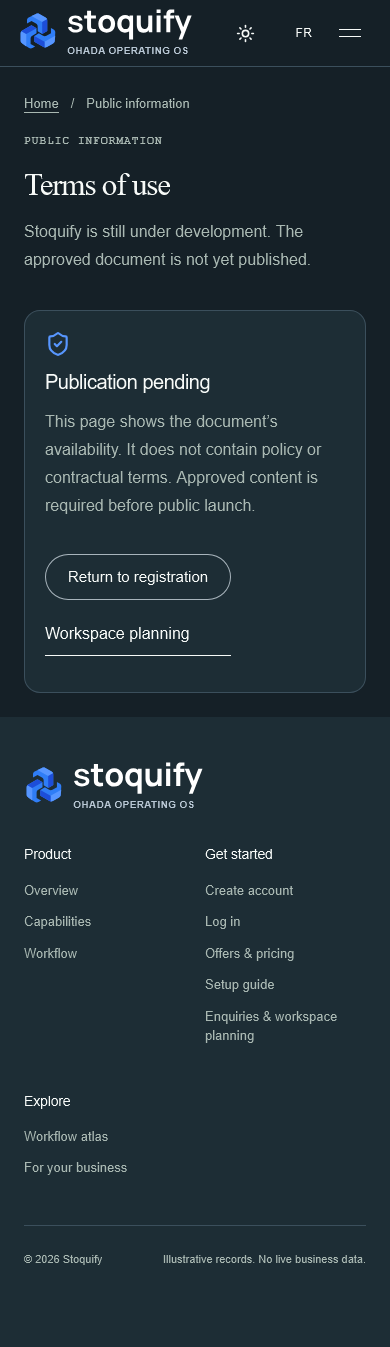 stoquify
OHADA OPERATING OS
FR
Home / Public information
PUBLIC INFORMATION
Terms of use
Stoquify is still under development. The
approved document is not yet published.
Publication pending
This page shows the document’s
availability. It does not contain policy or
contractual terms. Approved content is
required before public launch.
Return to registration
Workspace planning
stoquify
OHADA OPERATING OS
Product
Overview
Capabilities
Workflow
Get started
Create account
Log in
Offers & pricing
Setup guide
Enquiries & workspace
planning
Explore
Workflow atlas
For your business
© 2026 Stoquify
Illustrative records. No live business data.